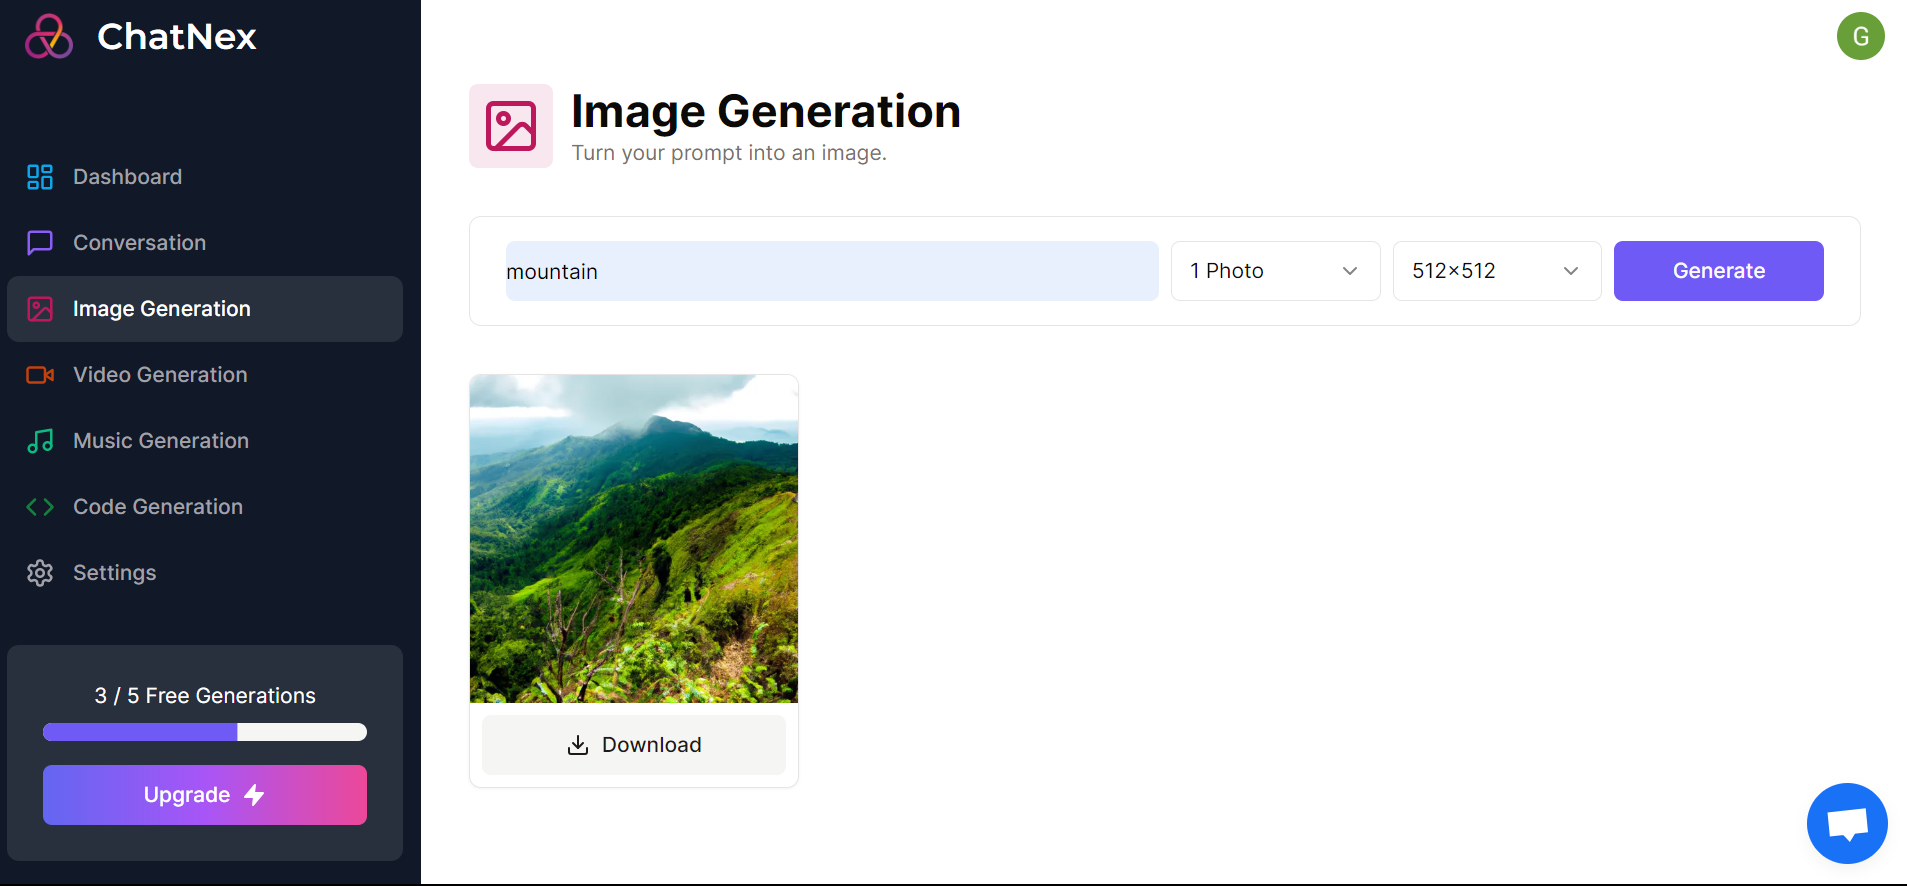 ChatNex
Dashboard
Conversation
Image Generation
Video Generation
Music Generation
Code Generation
Settings
3 / 5 Free Generations
Upgrade
G
Image Generation
Turn your prompt into an image.
mountain
1 Photo
512×512
Generate
Download